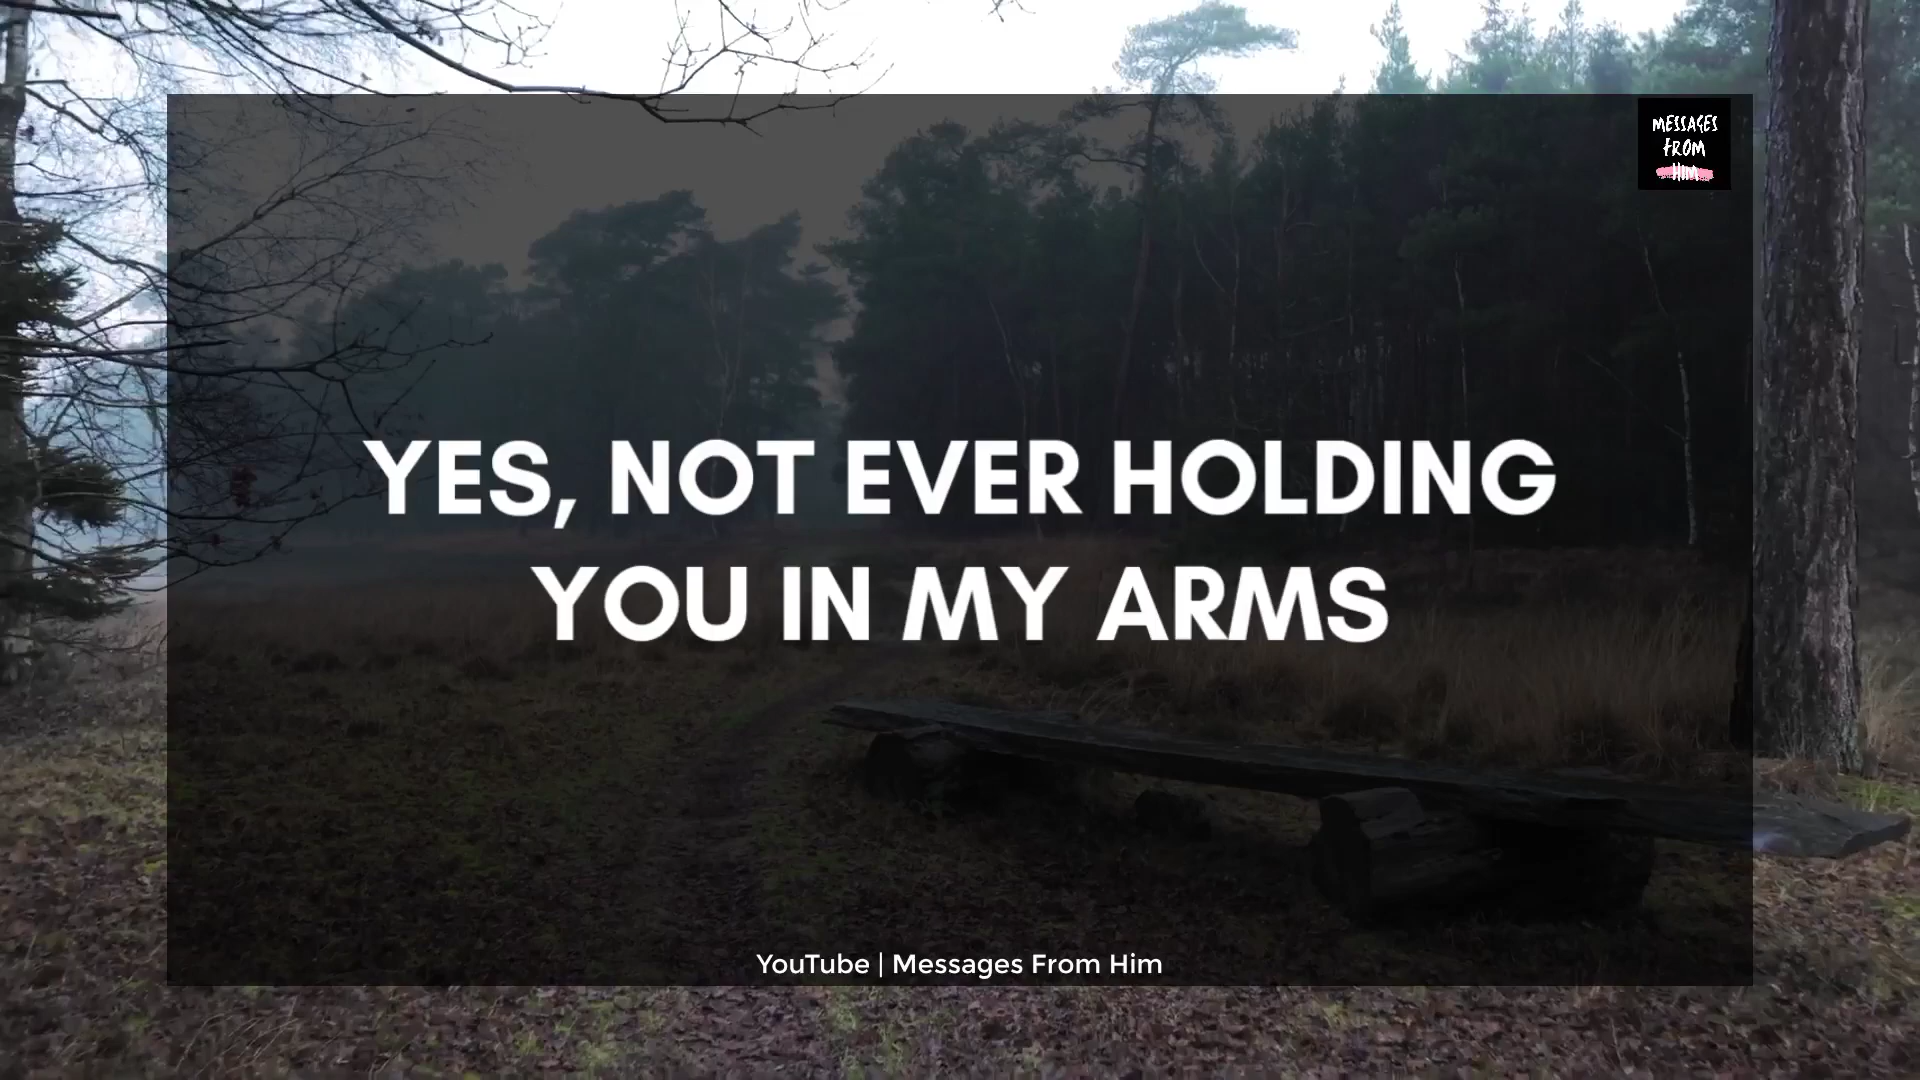 MESSAGES
FROM
HIM
YES, NOT EVER HOLDING
YOU IN MY ARMS
YouTube | Messages From Him